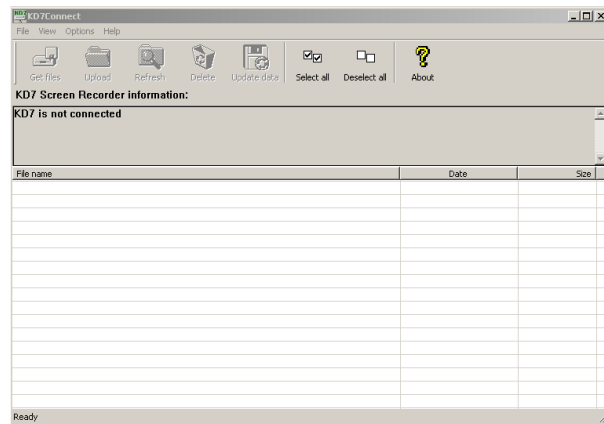 KD7 KD7Connect
File View Options Help
Get files Upload Refresh Delete Update data Select all Deselect all About
KD7 Screen Recorder information:
KD7 is not connected
File name Date Size
Ready